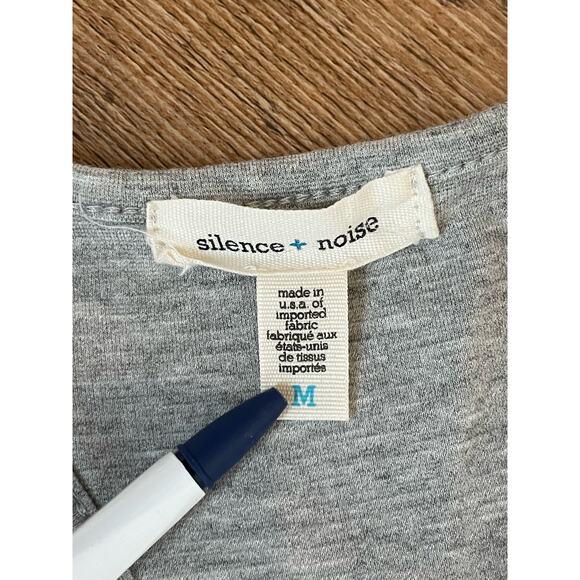 silence + noise
made in
u.s.a. of
imported
fabric
fabriqué aux
états-unis
de tissus
importés
M